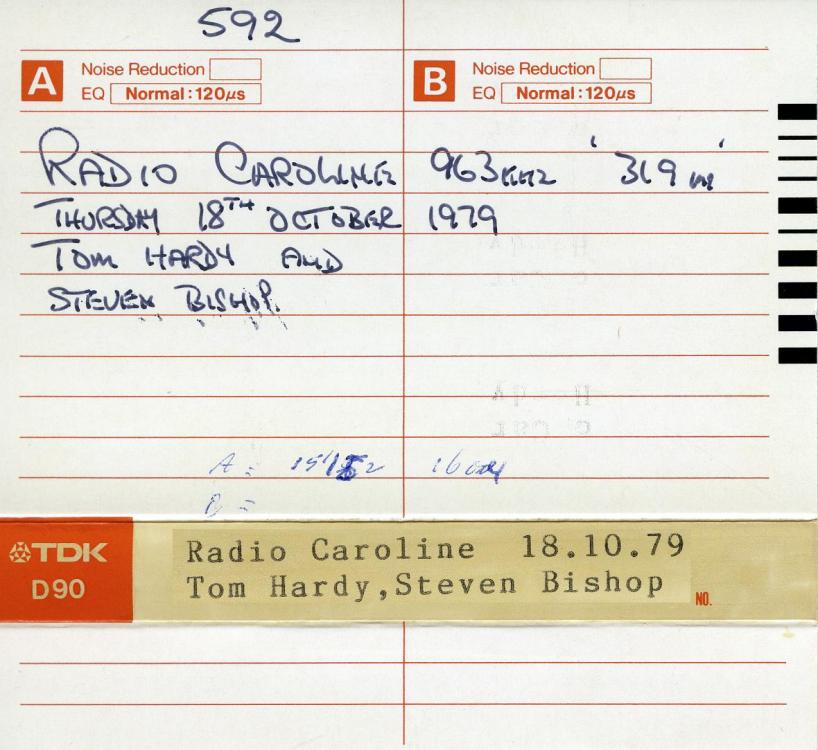 592
A Noise Reduction
EQ Normal:120µs
B Noise Reduction
EQ Normal:120µs
RADIO CAROLINE 963KHZ '319m'
THURSDAY 18TH OCTOBER 1979
TOM HARDY AND
STEVEN BISHOP.
A =
B =
TDK
D90
Radio Caroline 18.10.79
Tom Hardy,Steven Bishop
NO.